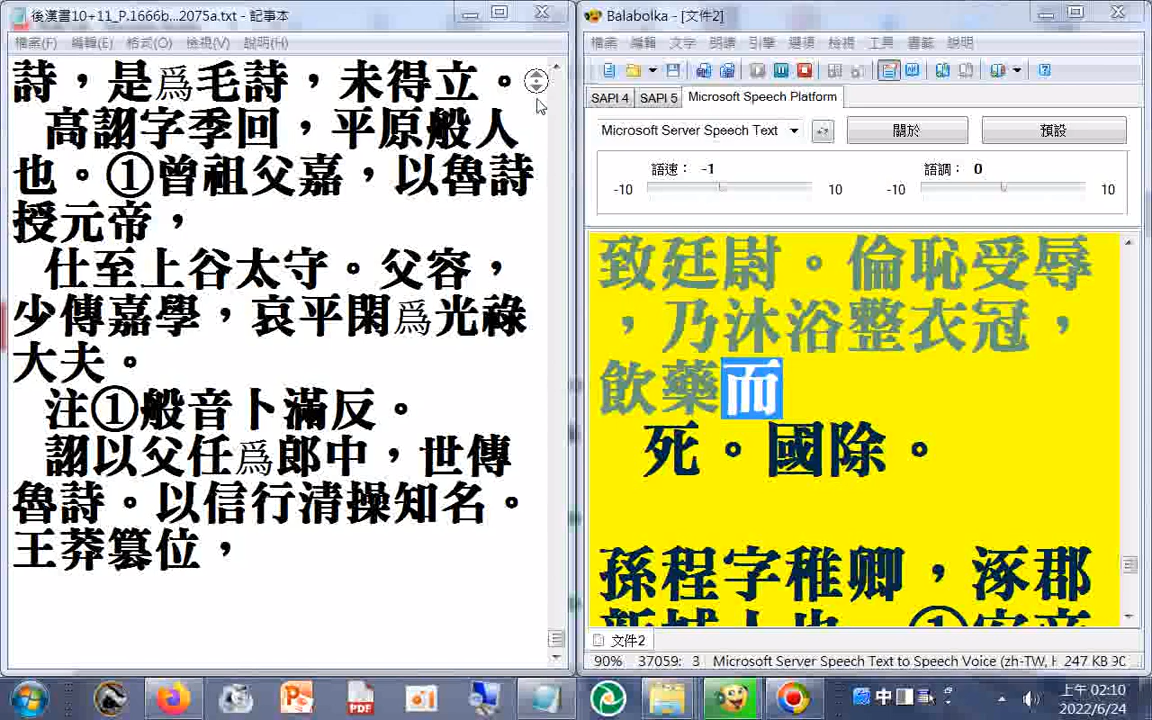 後漢書10+11_P.1666b...2075a.txt - 記事本
檔案(F) 編輯(E) 格式(O) 檢視(V) 說明(H)
詩，是爲毛詩，未得立。
高詡字季回，平原般人
也。①曾祖父嘉，以魯詩
授元帝，
仕至上谷太守。父容，
少傳嘉學，哀平閑爲光祿
大夫。
注①般音卜滿反。
詡以父任爲郎中，世傳
魯詩。以信行清操知名。
王莽篡位，
Balabolka - [文件2]
檔案 編輯 文字 朗讀 引擎 選項 檢視 工具 書籤 說明
SAPI 4 SAPI 5 Microsoft Speech Platform
Microsoft Server Speech Text 關於 預設
語速： -1 語調： 0
-10 10 -10 10
致廷尉。倫恥受辱
，乃沐浴整衣冠，
飲藥而
死。國除。
孫程字稚卿，涿郡
新城人也。①安帝
文件2
90% 37059: 3 Microsoft Server Speech Text to Speech Voice (zh-TW, H 247 KB
中
上午 02:10
2022/6/24